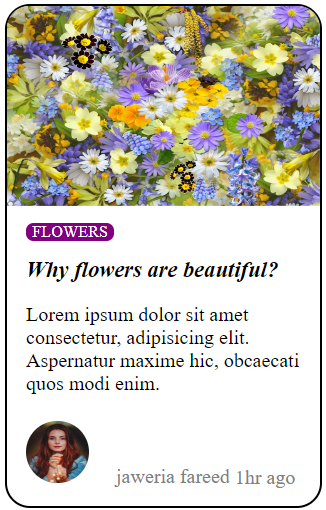 FLOWERS
Why flowers are beautiful?
Lorem ipsum dolor sit amet
consectetur, adipisicing elit.
Aspernatur maxime hic, obcaecati
quos modi enim.
jaweria fareed 1hr ago